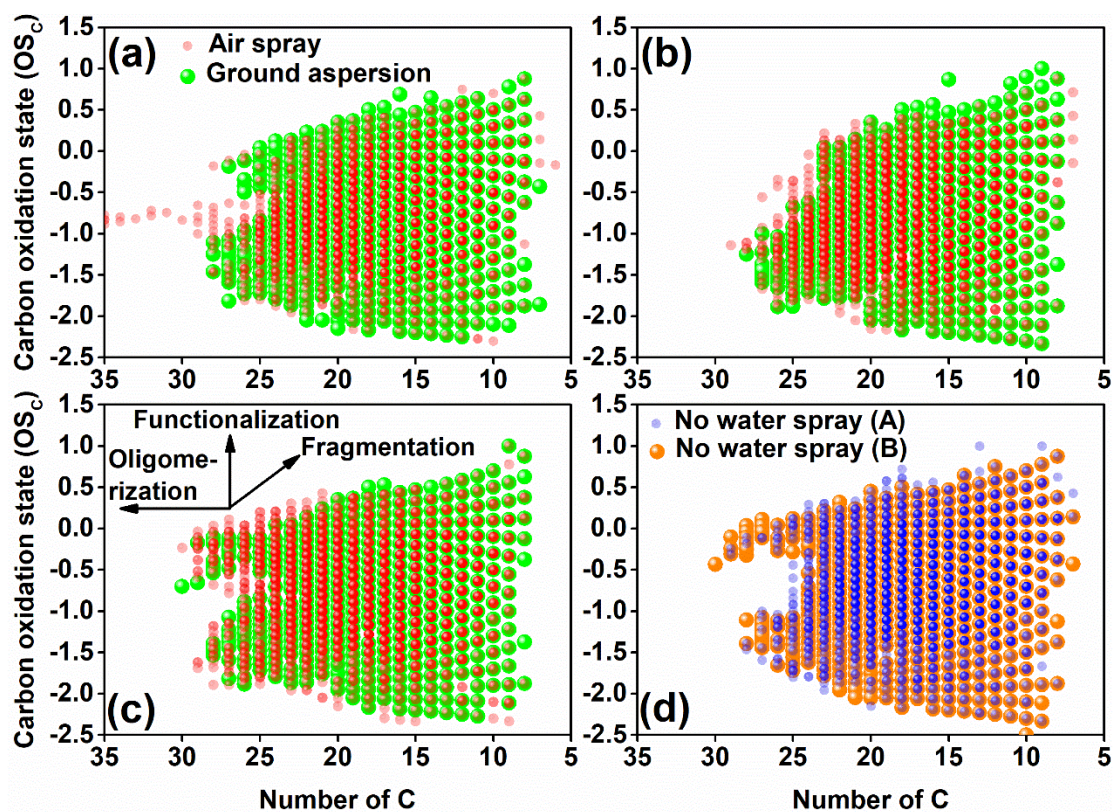 (a)
Air spray
Ground aspersion
(b)
Carbon oxidation state (OSC)
1.5
1.0
0.5
0.0
-0.5
-1.0
-1.5
-2.0
-2.5
35 30 25 20 15 10 5
1.5
1.0
0.5
0.0
-0.5
-1.0
-1.5
-2.0
-2.5
35 30 25 20 15 10 5
Carbon oxidation state (OSC)
1.5
1.0
0.5
0.0
-0.5
-1.0
-1.5
-2.0
-2.5
Functionalization
Fragmentation
Oligome-
rization
(c)
35 30 25 20 15 10 5
Number of C
1.5
1.0
0.5
0.0
-0.5
-1.0
-1.5
-2.0
-2.5
No water spray (A)
No water spray (B)
(d)
35 30 25 20 15 10 5
Number of C